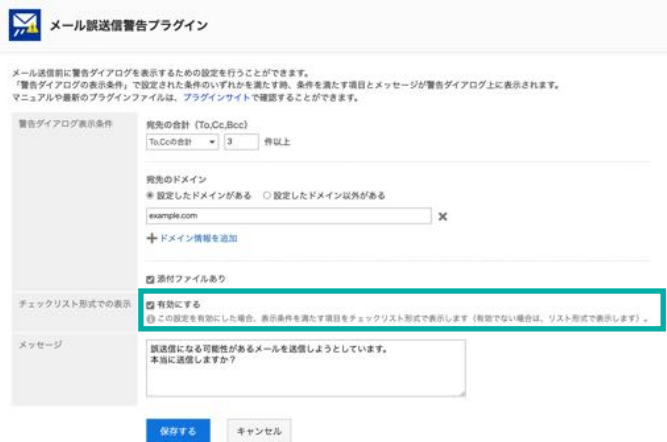 メール誤送信警告プラグイン
メール送信前に警告ダイアログを表示するための設定を行うことができます。
「警告ダイアログの表示条件」で設定された条件のいずれかを満たす時、条件を満たす項目とメッセージが警告ダイアログ上に表示されます。
マニュアルや最新のプラグインファイルは、プラグインサイトで確認することができます。
警告ダイアログ表示条件
宛先の合計（To,Cc,Bcc）
To,Ccの合計 3 件以上
宛先のドメイン
設定したドメインがある 設定したドメイン以外がある
example.com
ドメイン情報を追加
添付ファイルあり
チェックリスト形式での表示
有効にする
この設定を有効にした場合、表示条件を満たす項目をチェックリスト形式で表示します（有効でない場合は、リスト形式で表示します）。
メッセージ
誤送信になる可能性があるメールを送信しようとしています。
本当に送信しますか？
保存する キャンセル